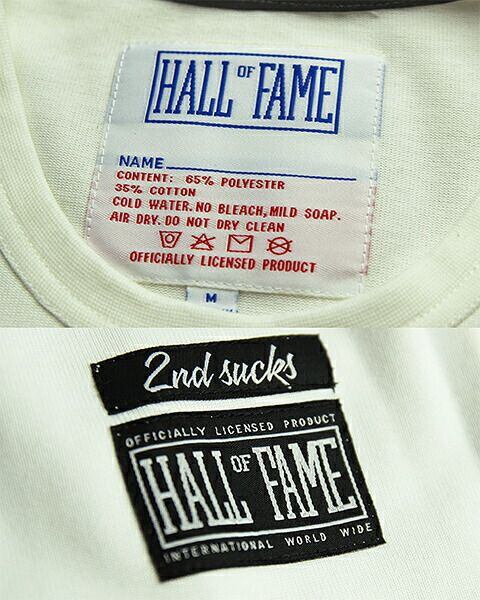 HALL OF FAME
NAME
CONTENT: 65% POLYESTER
35% COTTON
COLD WATER. NO BLEACH, MILD SOAP.
AIR DRY. DO NOT DRY CLEAN
OFFICIALLY LICENSED PRODUCT
M
2nd sucks
OFFICIALLY LICENSED PRODUCT
HALL OF FAME
INTERNATIONAL WORLD WIDE